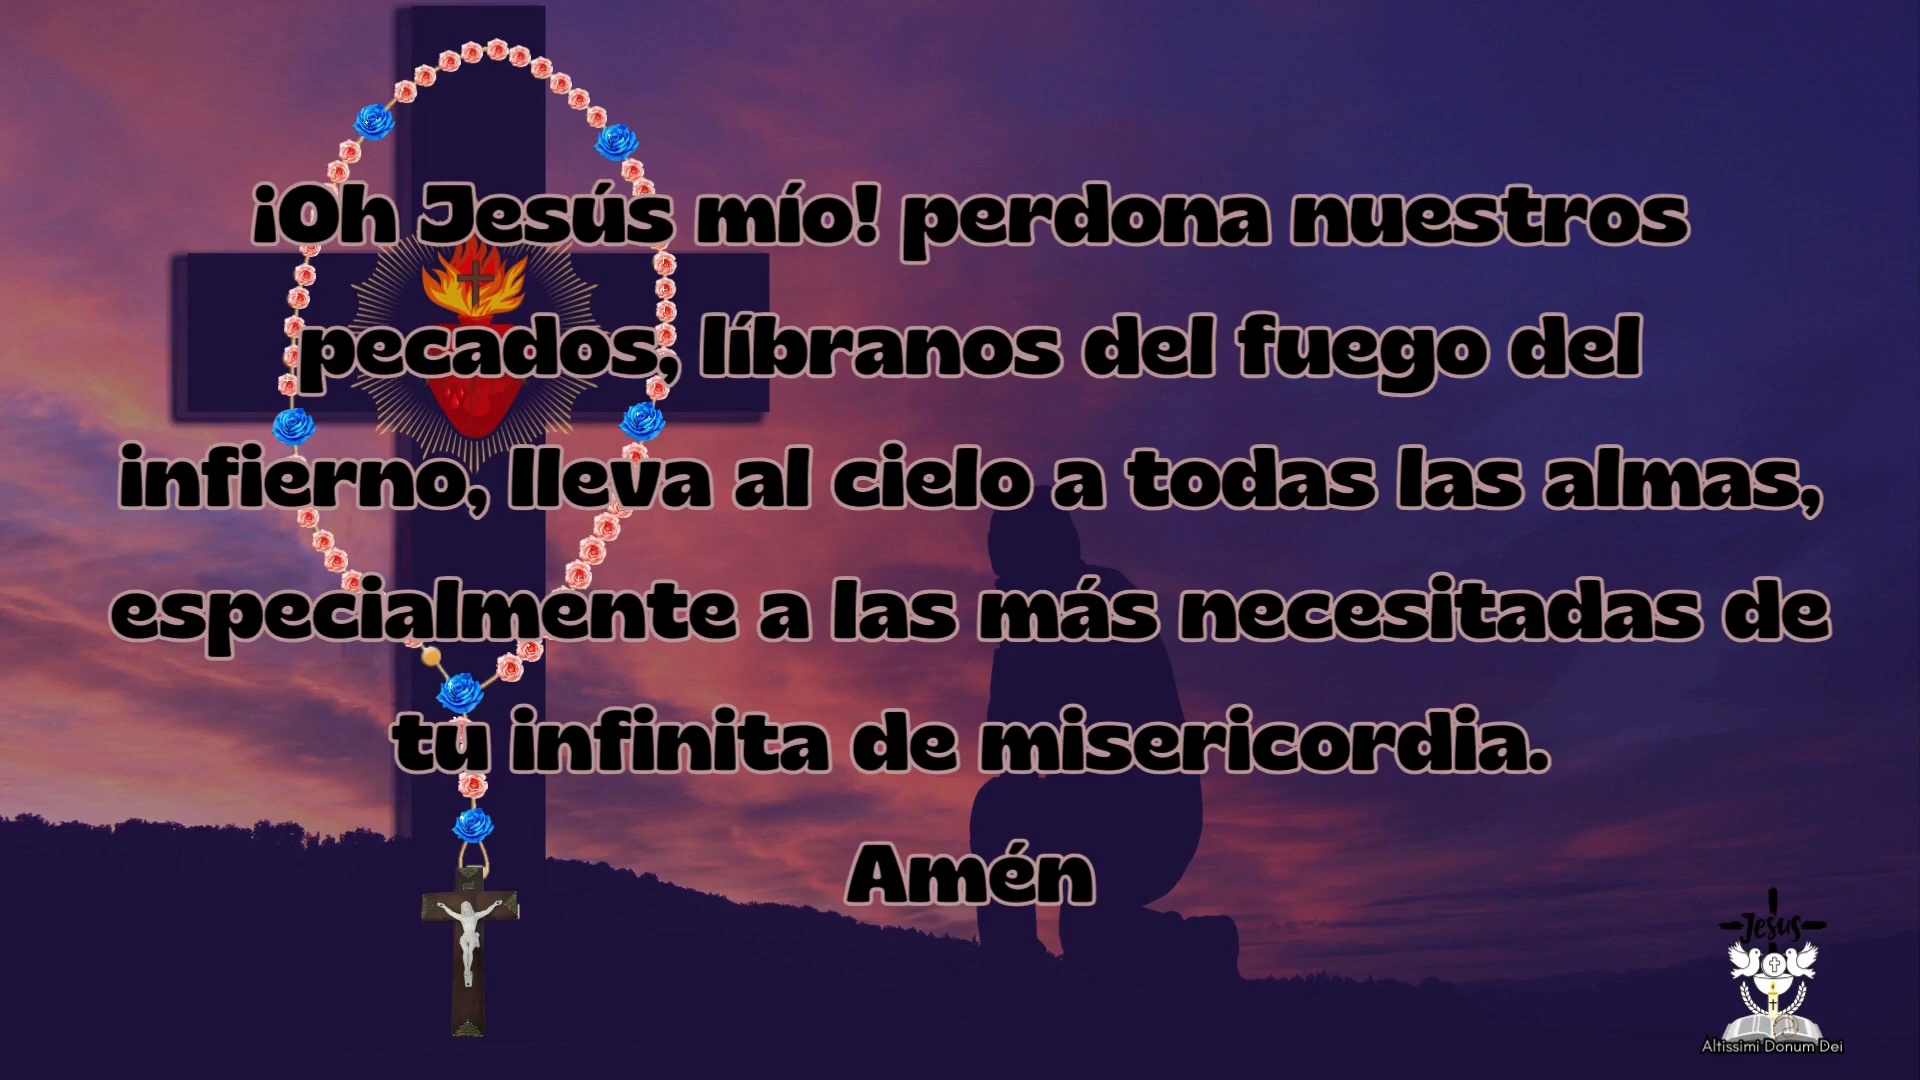 ¡Oh Jesús mío! perdona nuestros
pecados, líbranos del fuego del
infierno, lleva al cielo a todas las almas,
especialmente a las más necesitadas de
tu infinita de misericordia.
Amén
Jesus
Altissimi Donum Dei